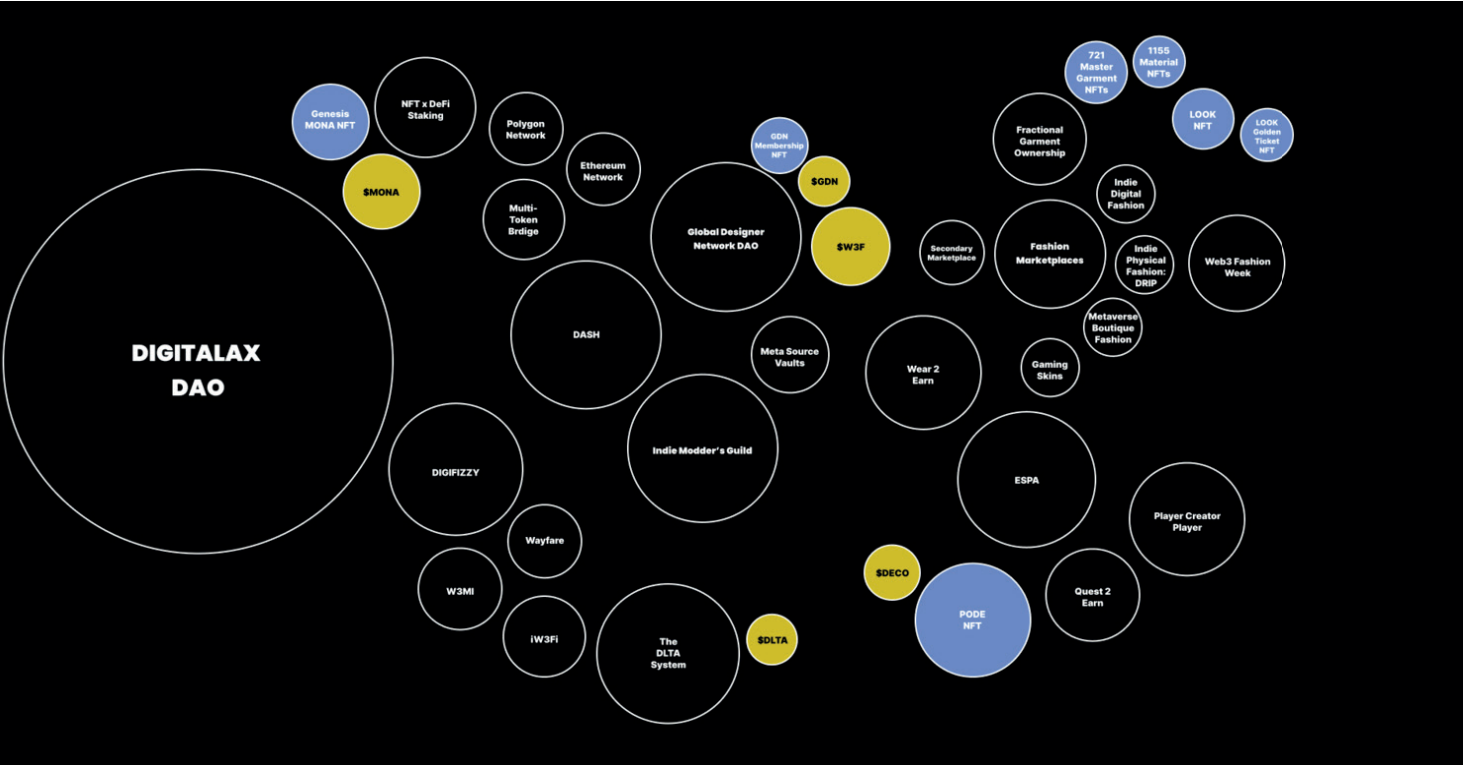 DIGITALAX
DAO
Genesis
MONA NFT
NFT x DeFi
Staking
$MONA
Polygon
Network
Ethereum
Network
Multi-
Token
Brdige
DASH
DIGIFIZZY
Wayfare
W3MI
iW3Fi
GDN
Membership
NFT
$GDN
Global Designer
Network DAO
$W3F
Meta Source
Vaults
Indie Modder's Guild
The
DLTA
System
$DLTA
721
Master
Garment
NFTs
1155
Material
NFTs
LOOK
NFT
LOOK
Golden
Ticket
NFT
Fractional
Garment
Ownership
Indie
Digital
Fashion
Secondary
Marketplace
Fashion
Marketplaces
Indie
Physical
Fashion:
DRIP
Web3 Fashion
Week
Metaverse
Boutique
Fashion
Gaming
Skins
Wear 2
Earn
ESPA
Player Creator
Player
$DECO
PODE
NFT
Quest 2
Earn